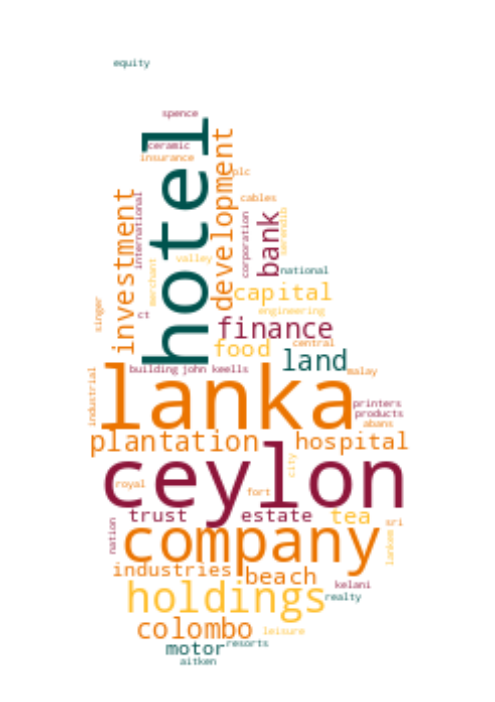 equity
spence
hotel
ceramic
insurance
development
plc
investment
international
cables
corporation
bank
serendib
merchant
valley
national
capital
singer
ct
engineering
finance
food
central
land
building
john keells
malay
industrial
lanka
printers
products
abans
plantation
hospital
ceylon
city
royal
fort
trust
estate
tea
sri
nation
company
lankem
industries
beach
kelani
holdings
realty
colombo
leisure
motor
resorts
aitken